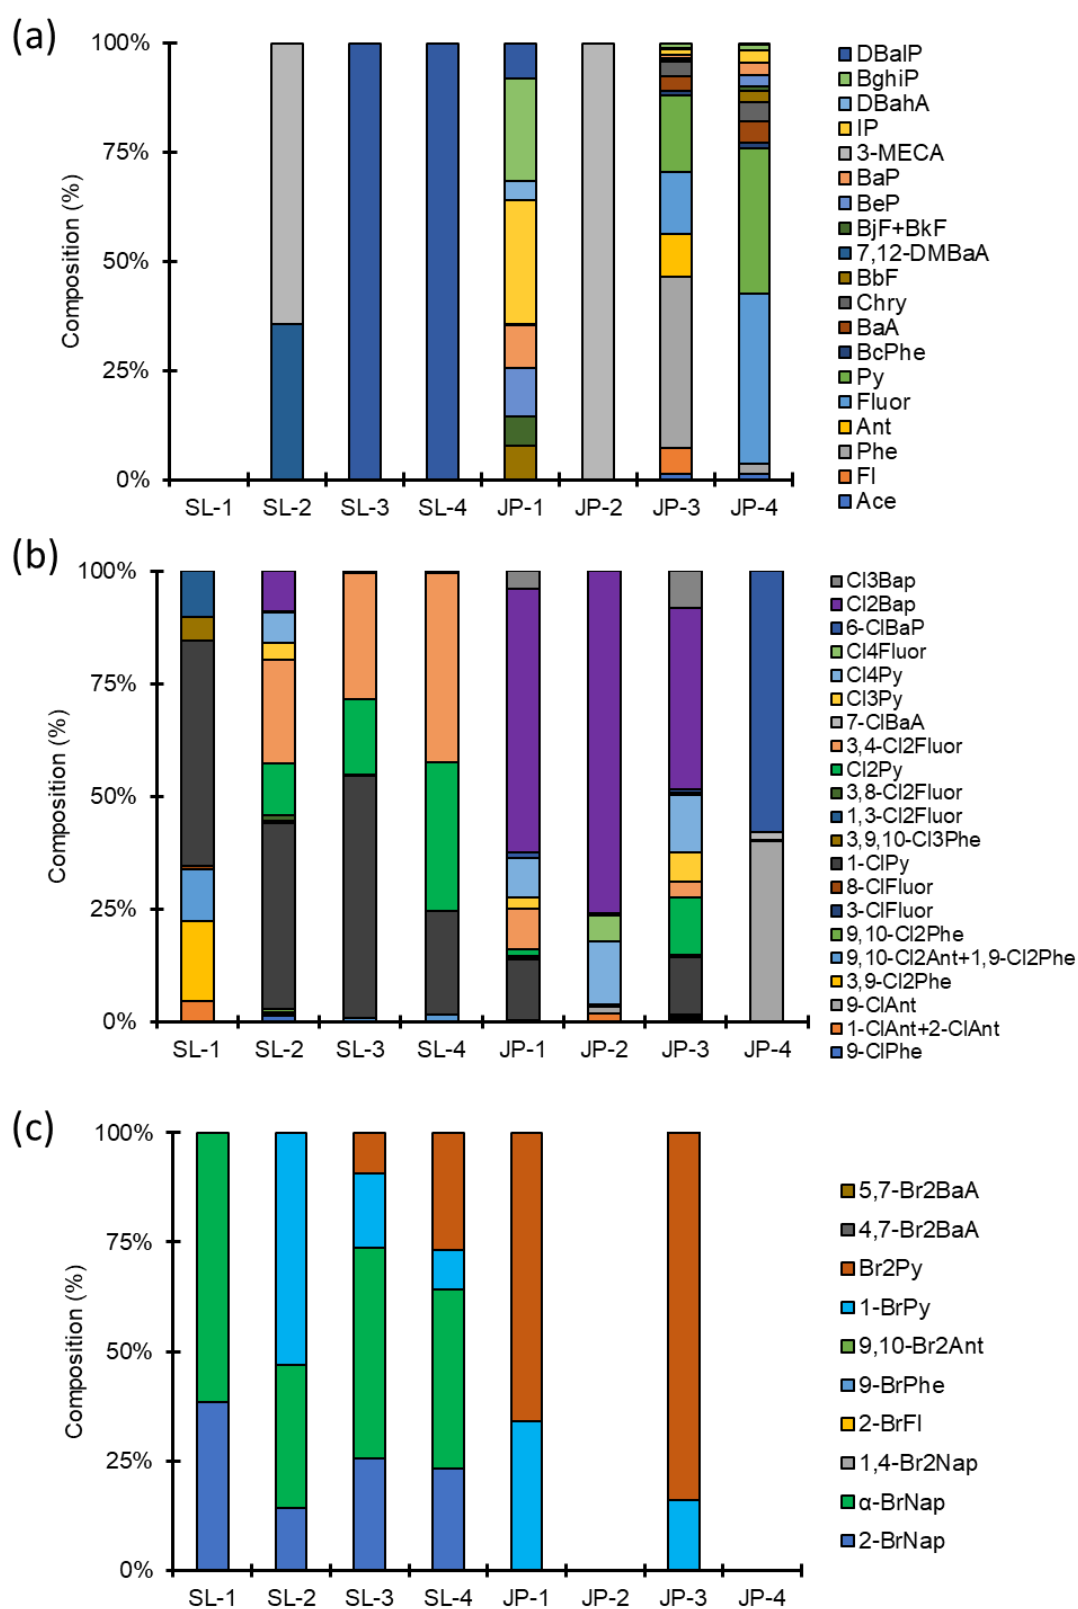 (a)
100%
75%
50%
25%
0%
Composition (%)
SL-1 SL-2 SL-3 SL-4 JP-1 JP-2 JP-3 JP-4
DBalP
BghiP
DBahA
IP
3-MECA
BaP
BeP
BjF+BkF
7,12-DMBaA
BbF
Chry
BaA
BcPhe
Py
Fluor
Ant
Phe
Fl
Ace
(b)
100%
75%
50%
25%
0%
Composition (%)
SL-1 SL-2 SL-3 SL-4 JP-1 JP-2 JP-3 JP-4
Cl3Bap
Cl2Bap
6-ClBaP
Cl4Fluor
Cl4Py
Cl3Py
7-ClBaA
3,4-Cl2Fluor
Cl2Py
3,8-Cl2Fluor
1,3-Cl2Fluor
3,9,10-Cl3Phe
1-ClPy
8-ClFluor
3-ClFluor
9,10-Cl2Phe
9,10-Cl2Ant+1,9-Cl2Phe
3,9-Cl2Phe
9-ClAnt
1-ClAnt+2-ClAnt
9-ClPhe
(c)
100%
75%
50%
25%
0%
Composition (%)
SL-1 SL-2 SL-3 SL-4 JP-1 JP-2 JP-3 JP-4
5,7-Br2BaA
4,7-Br2BaA
Br2Py
1-BrPy
9,10-Br2Ant
9-BrPhe
2-BrFl
1,4-Br2Nap
α-BrNap
2-BrNap